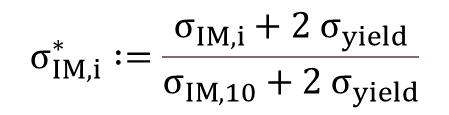 σ*IM,i := (σIM,i + 2 σyield) / (σIM,10 + 2 σyield)